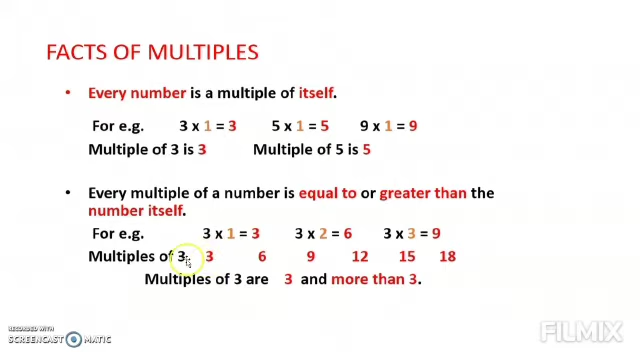 FACTS OF MULTIPLES
• Every number is a multiple of itself.
For e.g. 3 x 1 = 3 5 x 1 = 5 9 x 1 = 9
Multiple of 3 is 3 Multiple of 5 is 5
• Every multiple of a number is equal to or greater than the
number itself.
For e.g. 3 x 1 = 3 3 x 2 = 6 3 x 3 = 9
Multiples of 3 3 6 9 12 15 18
Multiples of 3 are 3 and more than 3.
RECORDED WITH
SCREENCAST MATIC
FILMIX